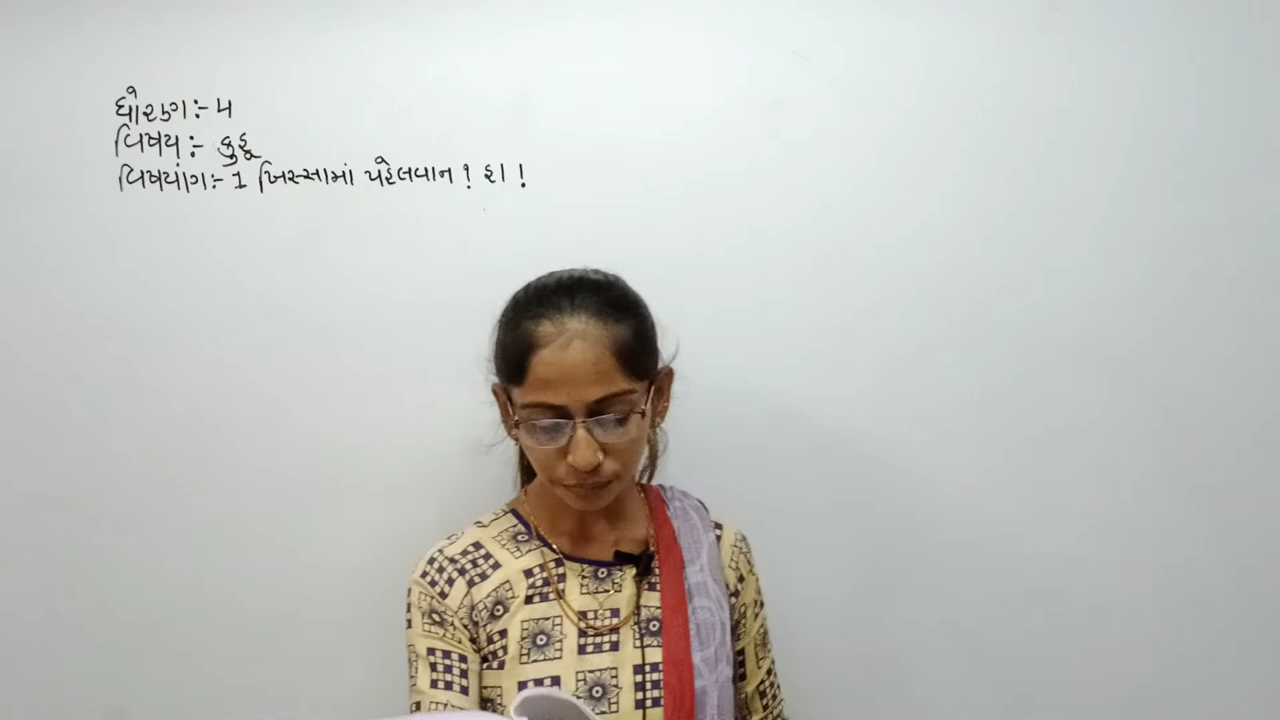 ધોરણ:- ૫
વિષય:- કુહૂ
વિષયાંગ:- 1 ખિસ્સામાં પહેલવાન ? હા !